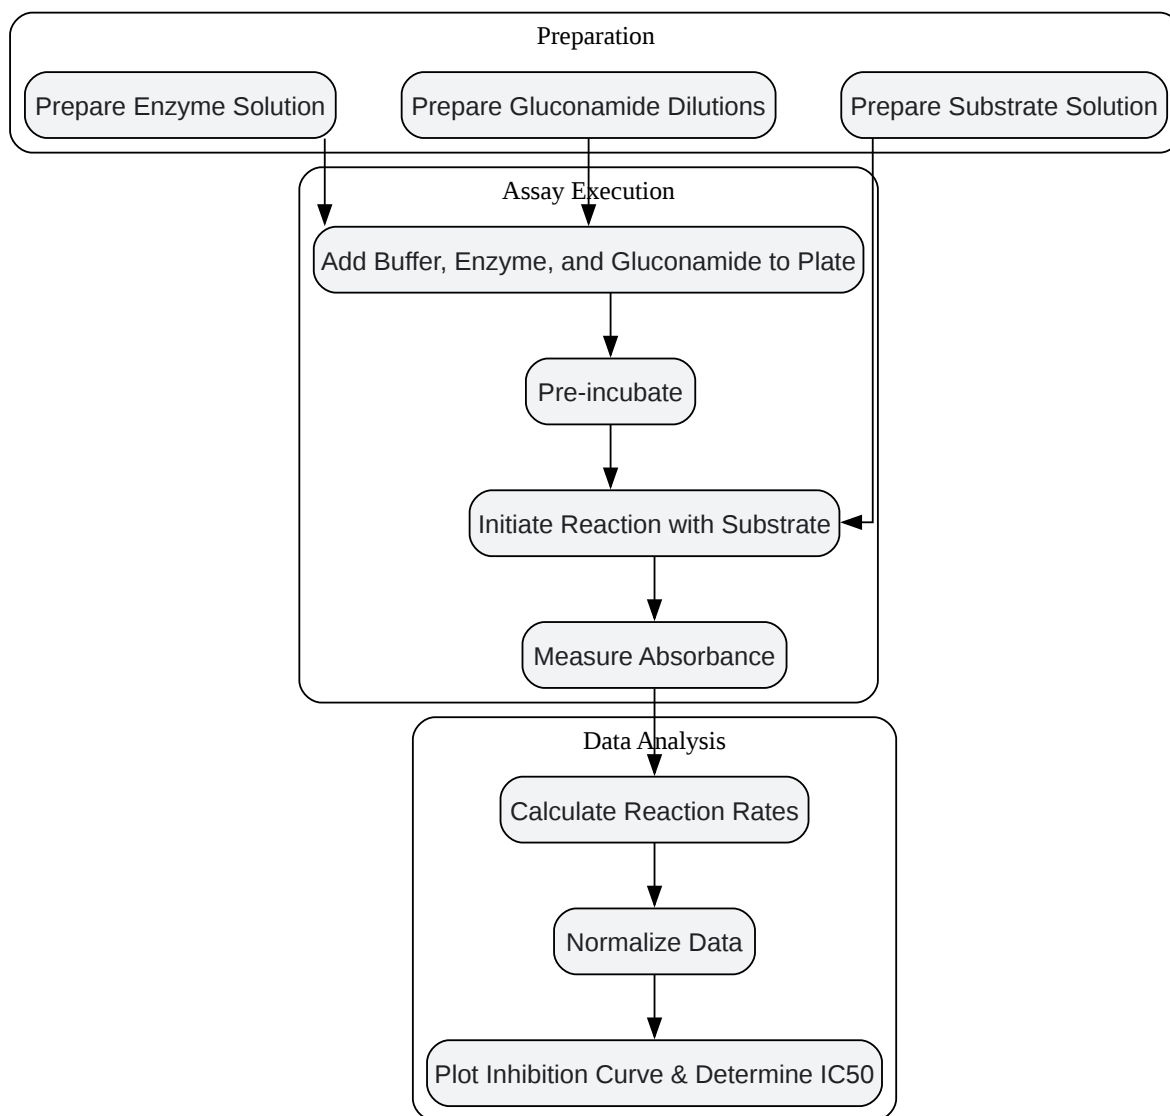 Preparation
Prepare Enzyme Solution
Prepare Gluconamide Dilutions
Prepare Substrate Solution
Assay Execution
Add Buffer, Enzyme, and Gluconamide to Plate
Pre-incubate
Initiate Reaction with Substrate
Measure Absorbance
Data Analysis
Calculate Reaction Rates
Normalize Data
Plot Inhibition Curve & Determine IC50